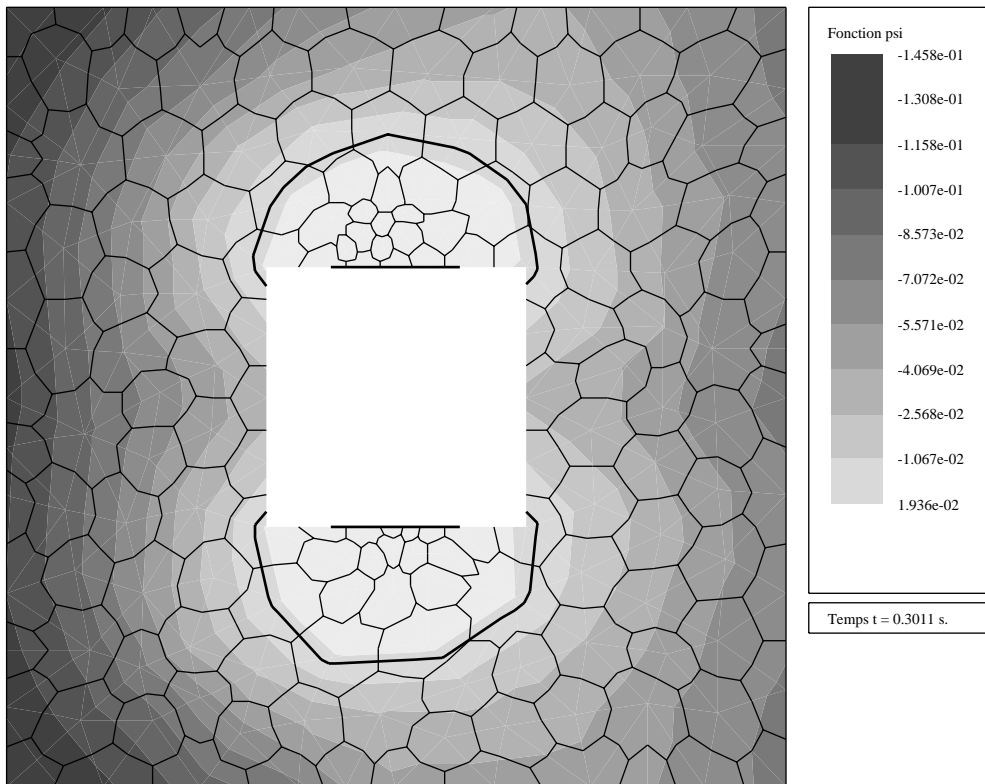 Fonction psi
-1.458e-01
-1.308e-01
-1.158e-01
-1.007e-01
-8.573e-02
-7.072e-02
-5.571e-02
-4.069e-02
-2.568e-02
-1.067e-02
1.936e-02
Temps t = 0.3011 s.